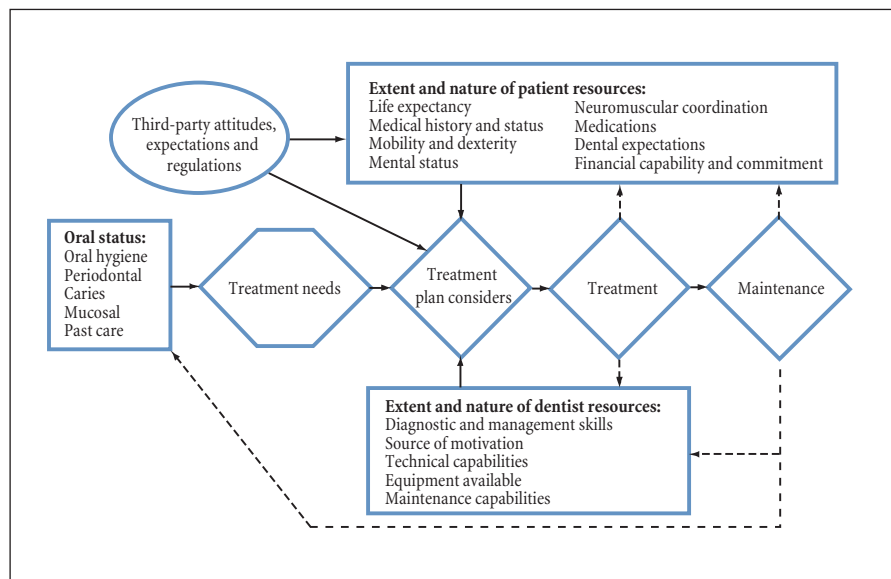 Extent and nature of patient resources:
Life expectancy
Medical history and status
Mobility and dexterity
Mental status
Neuromuscular coordination
Medications
Dental expectations
Financial capability and commitment
Third-party attitudes,
expectations and
regulations
Oral status:
Oral hygiene
Periodontal
Caries
Mucosal
Past care
Treatment needs
Treatment
plan considers
Treatment
Maintenance
Extent and nature of dentist resources:
Diagnostic and management skills
Source of motivation
Technical capabilities
Equipment available
Maintenance capabilities